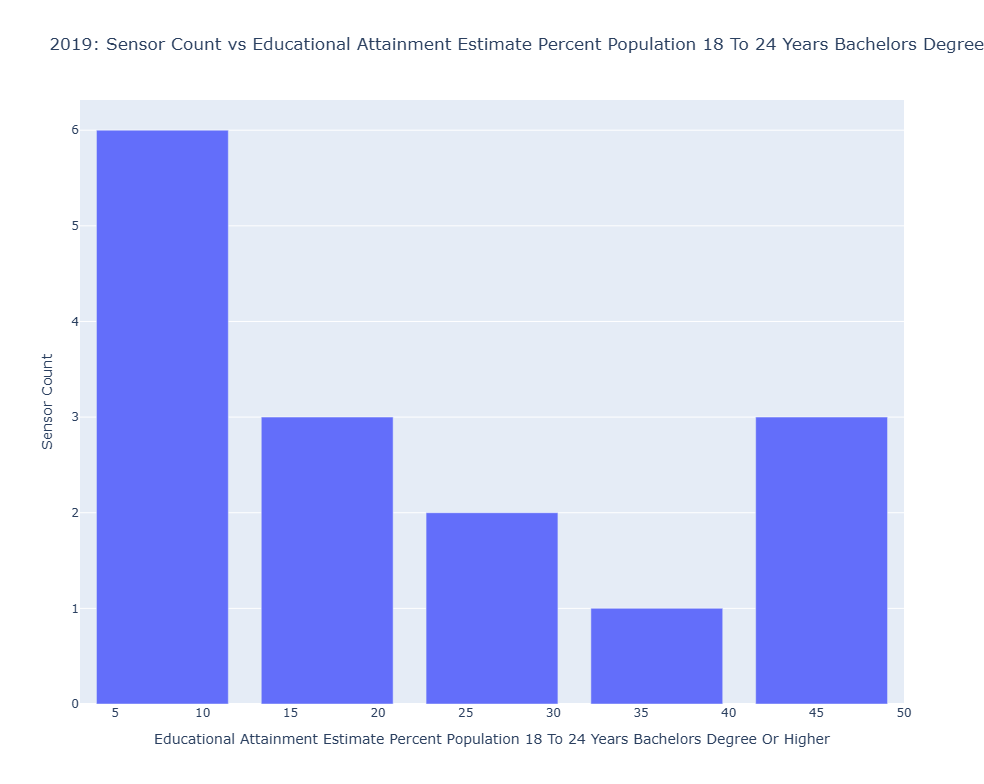 2019: Sensor Count vs Educational Attainment Estimate Percent Population 18 To 24 Years Bachelors Degree
6
5
4
3
2
1
0
Sensor Count
5 10 15 20 25 30 35 40 45 50
Educational Attainment Estimate Percent Population 18 To 24 Years Bachelors Degree Or Higher